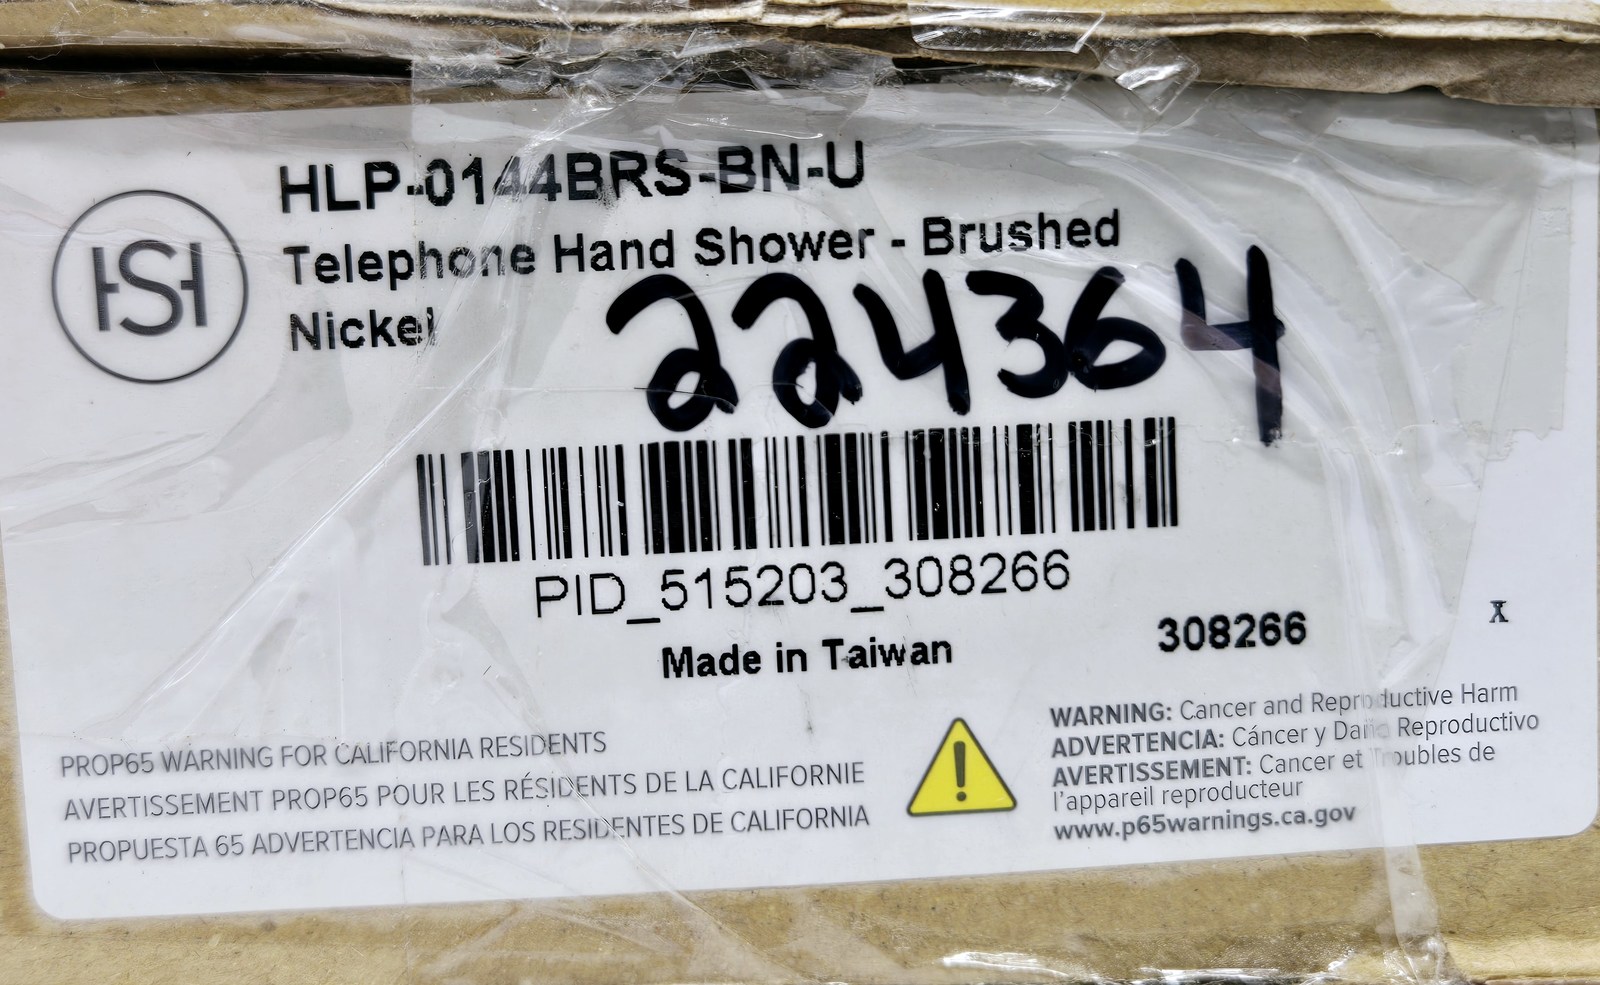 HSH
HLP-0144BRS-BN-U
Telephone Hand Shower - Brushed
Nickel
224364
PID_515203_308266
Made in Taiwan
308266
X
PROP65 WARNING FOR CALIFORNIA RESIDENTS
AVERTISSEMENT PROP65 POUR LES RÉSIDENTS DE LA CALIFORNIE
PROPUESTA 65 ADVERTENCIA PARA LOS RESIDENTES DE CALIFORNIA
WARNING: Cancer and Reproductive Harm
ADVERTENCIA: Cáncer y Daño Reproductivo
AVERTISSEMENT: Cancer et Troubles de
l'appareil reproducteur
www.p65warnings.ca.gov